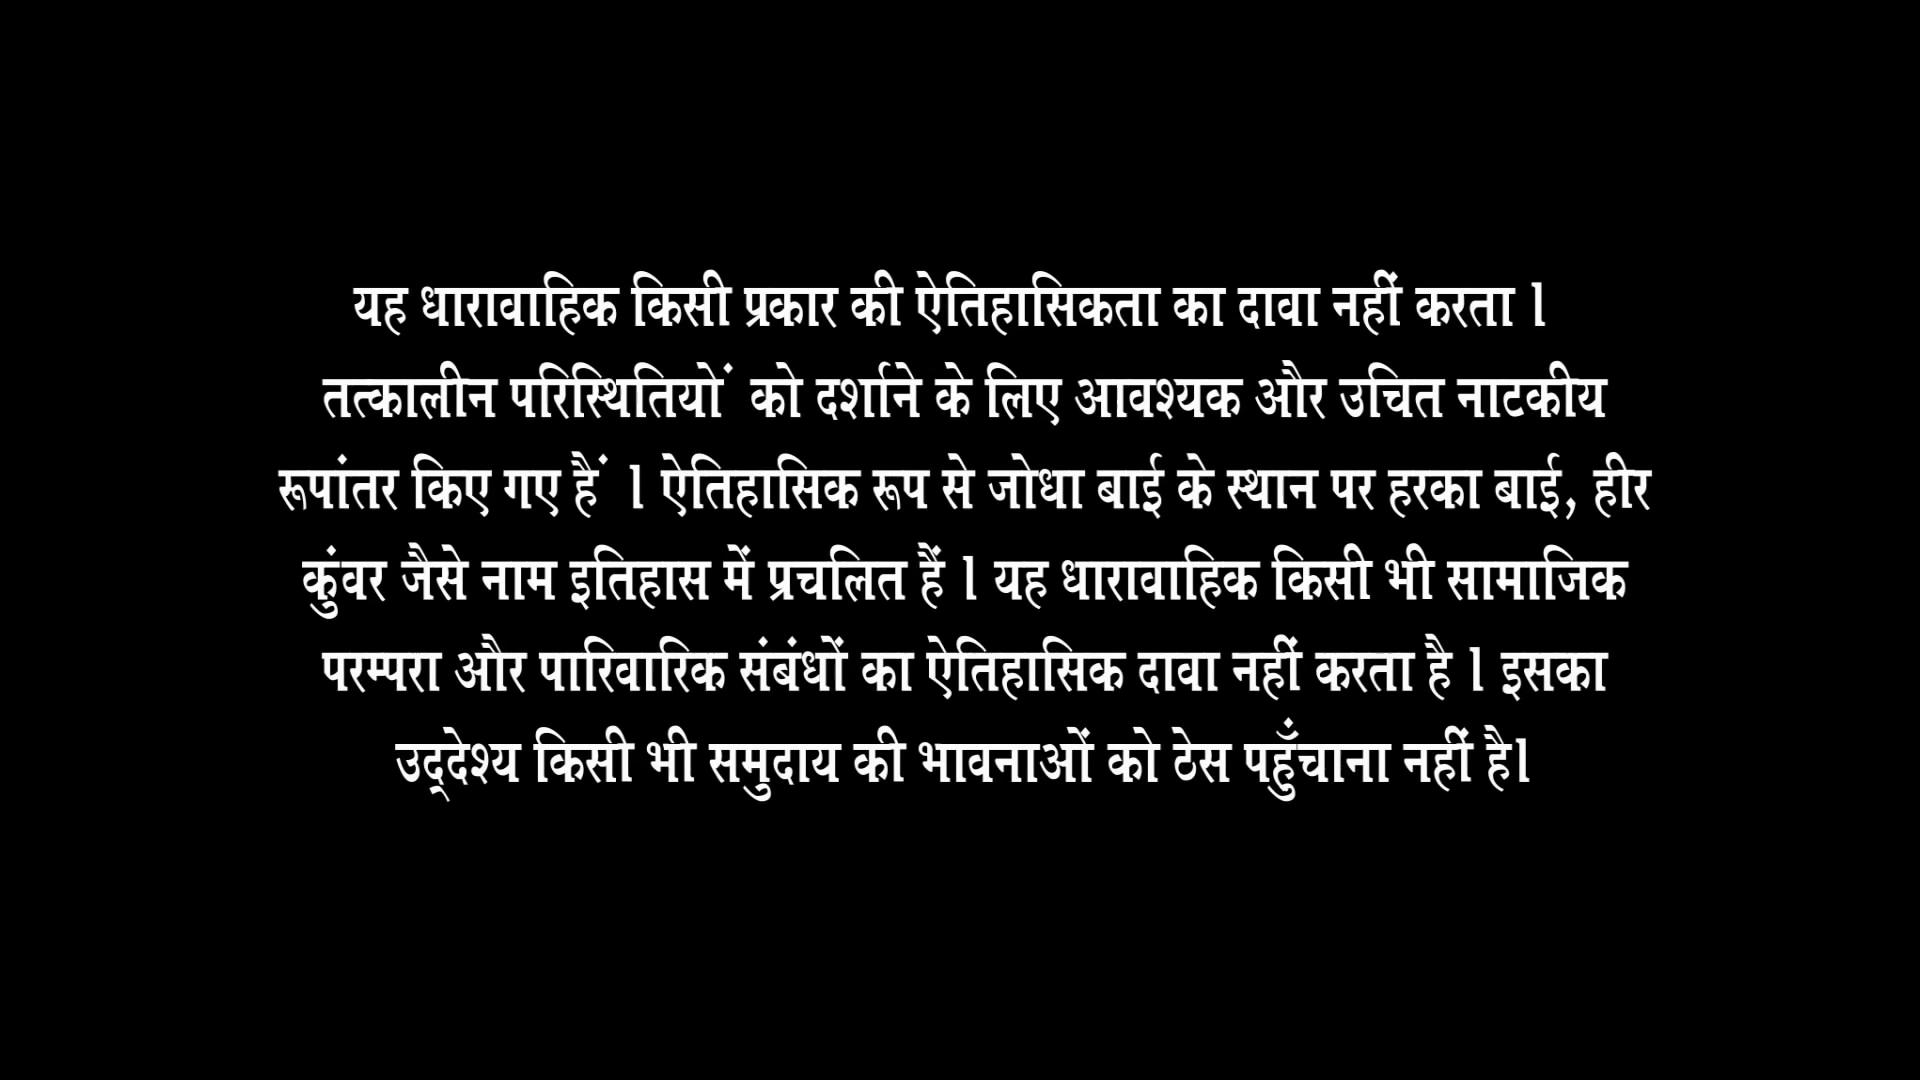 यह धारावाहिक किसी प्रकार की ऐतिहासिकता का दावा नहीं करता l
तत्कालीन परिस्थितियों को दर्शाने के लिए आवश्यक और उचित नाटकीय
रूपांतर किए गए हैं l ऐतिहासिक रूप से जोधा बाई के स्थान पर हरका बाई, हीर
कुंवर जैसे नाम इतिहास में प्रचलित हैं l यह धारावाहिक किसी भी सामाजिक
परम्परा और पारिवारिक संबंधों का ऐतिहासिक दावा नहीं करता है l इसका
उद्देश्य किसी भी समुदाय की भावनाओं को ठेस पहुँचाना नहीं है।